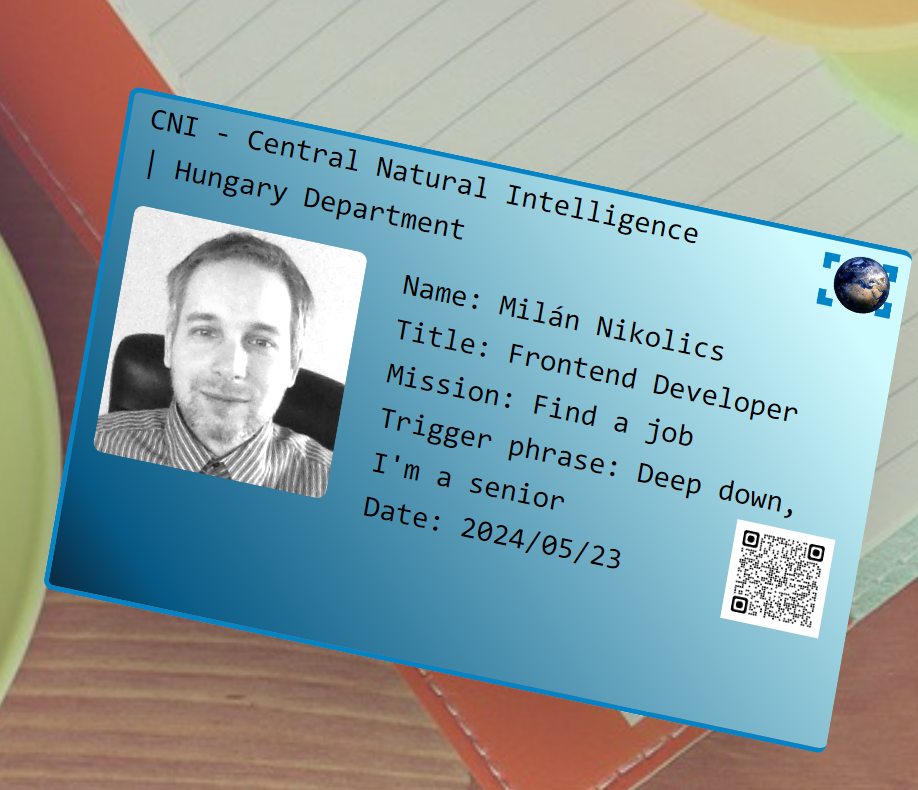 CNI - Central Natural Intelligence
| Hungary Department
Name: Milán Nikolics
Title: Frontend Developer
Mission: Find a job
Trigger phrase: Deep down,
I'm a senior
Date: 2024/05/23